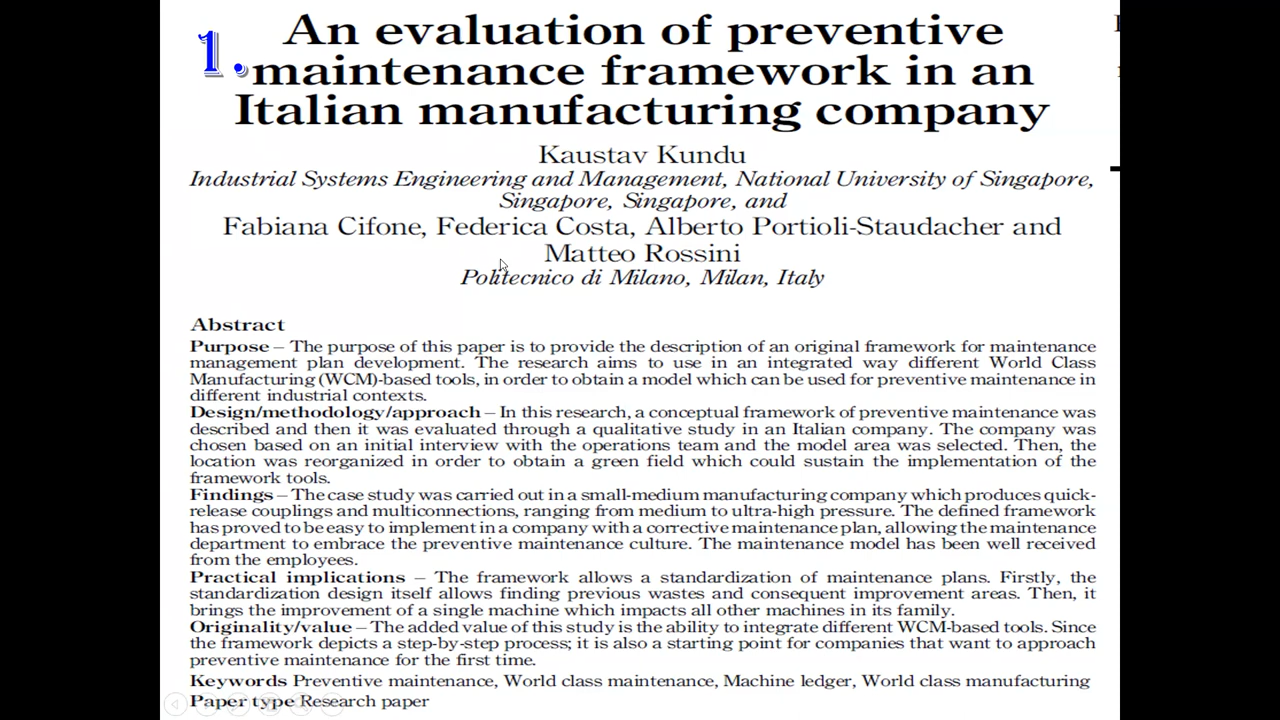 1. An evaluation of preventive
maintenance framework in an
Italian manufacturing company
Kaustav Kundu
Industrial Systems Engineering and Management, National University of Singapore,
Singapore, Singapore, and
Fabiana Cifone, Federica Costa, Alberto Portioli-Staudacher and
Matteo Rossini
Politecnico di Milano, Milan, Italy
Abstract
Purpose – The purpose of this paper is to provide the description of an original framework for maintenance
management plan development. The research aims to use in an integrated way different World Class
Manufacturing (WCM)-based tools, in order to obtain a model which can be used for preventive maintenance in
different industrial contexts.
Design/methodology/approach – In this research, a conceptual framework of preventive maintenance was
described and then it was evaluated through a qualitative study in an Italian company. The company was
chosen based on an initial interview with the operations team and the model area was selected. Then, the
location was reorganized in order to obtain a green field which could sustain the implementation of the
framework tools.
Findings – The case study was carried out in a small-medium manufacturing company which produces quick-
release couplings and multiconnections, ranging from medium to ultra-high pressure. The defined framework
has proved to be easy to implement in a company with a corrective maintenance plan, allowing the maintenance
department to embrace the preventive maintenance culture. The maintenance model has been well received
from the employees.
Practical implications – The framework allows a standardization of maintenance plans. Firstly, the
standardization design itself allows finding previous wastes and consequent improvement areas. Then, it
brings the improvement of a single machine which impacts all other machines in its family.
Originality/value – The added value of this study is the ability to integrate different WCM-based tools. Since
the framework depicts a step-by-step process; it is also a starting point for companies that want to approach
preventive maintenance for the first time.
Keywords Preventive maintenance, World class maintenance, Machine ledger, World class manufacturing
Paper type Research paper